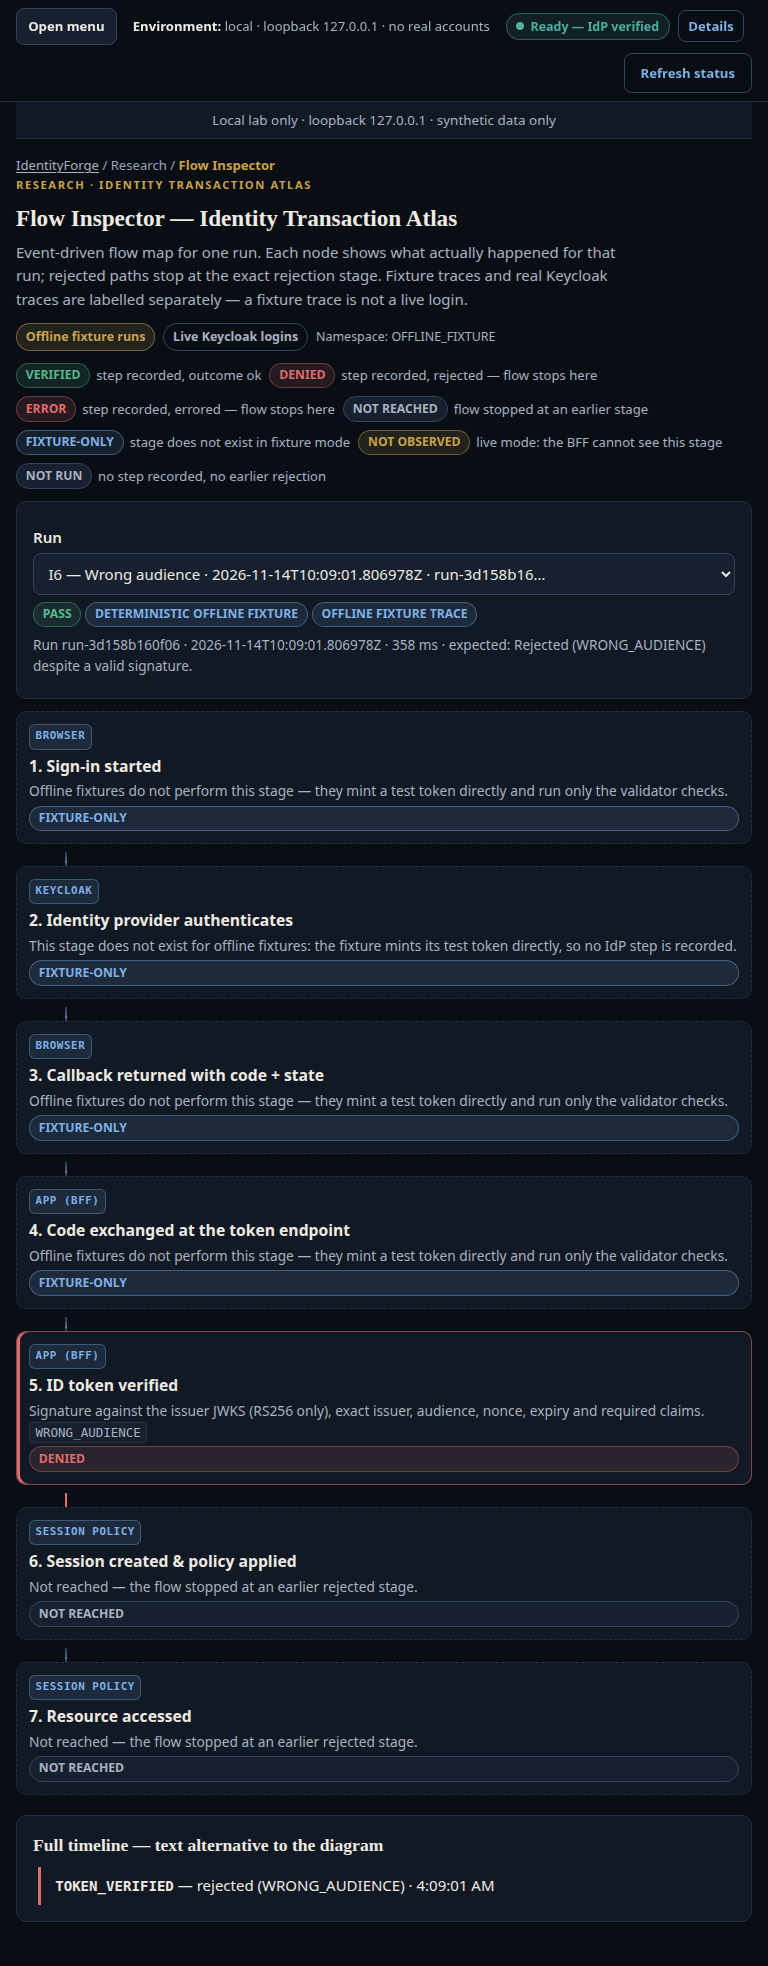 Open menu
Environment: local · loopback 127.0.0.1 · no real accounts
Ready — IdP verified
Details
Refresh status
Local lab only · loopback 127.0.0.1 · synthetic data only
IdentityForge / Research / Flow Inspector
RESEARCH · IDENTITY TRANSACTION ATLAS
Flow Inspector — Identity Transaction Atlas
Event-driven flow map for one run. Each node shows what actually happened for that
run; rejected paths stop at the exact rejection stage. Fixture traces and real Keycloak
traces are labelled separately — a fixture trace is not a live login.
Offline fixture runs
Live Keycloak logins
Namespace: OFFLINE_FIXTURE
VERIFIED step recorded, outcome ok DENIED step recorded, rejected — flow stops here
ERROR step recorded, errored — flow stops here NOT REACHED flow stopped at an earlier stage
FIXTURE-ONLY stage does not exist in fixture mode NOT OBSERVED live mode: the BFF cannot see this stage
NOT RUN no step recorded, no earlier rejection
Run
I6 — Wrong audience · 2026-11-14T10:09:01.806978Z · run-3d158b16...
PASS DETERMINISTIC OFFLINE FIXTURE OFFLINE FIXTURE TRACE
Run run-3d158b160f06 · 2026-11-14T10:09:01.806978Z · 358 ms · expected: Rejected (WRONG_AUDIENCE)
despite a valid signature.
BROWSER
1. Sign-in started
Offline fixtures do not perform this stage — they mint a test token directly and run only the validator checks.
FIXTURE-ONLY
KEYCLOAK
2. Identity provider authenticates
This stage does not exist for offline fixtures: the fixture mints its test token directly, so no IdP step is recorded.
FIXTURE-ONLY
BROWSER
3. Callback returned with code + state
Offline fixtures do not perform this stage — they mint a test token directly and run only the validator checks.
FIXTURE-ONLY
APP (BFF)
4. Code exchanged at the token endpoint
Offline fixtures do not perform this stage — they mint a test token directly and run only the validator checks.
FIXTURE-ONLY
APP (BFF)
5. ID token verified
Signature against the issuer JWKS (RS256 only), exact issuer, audience, nonce, expiry and required claims.
WRONG_AUDIENCE
DENIED
SESSION POLICY
6. Session created & policy applied
Not reached — the flow stopped at an earlier rejected stage.
NOT REACHED
SESSION POLICY
7. Resource accessed
Not reached — the flow stopped at an earlier rejected stage.
NOT REACHED
Full timeline — text alternative to the diagram
TOKEN_VERIFIED — rejected (WRONG_AUDIENCE) · 4:09:01 AM